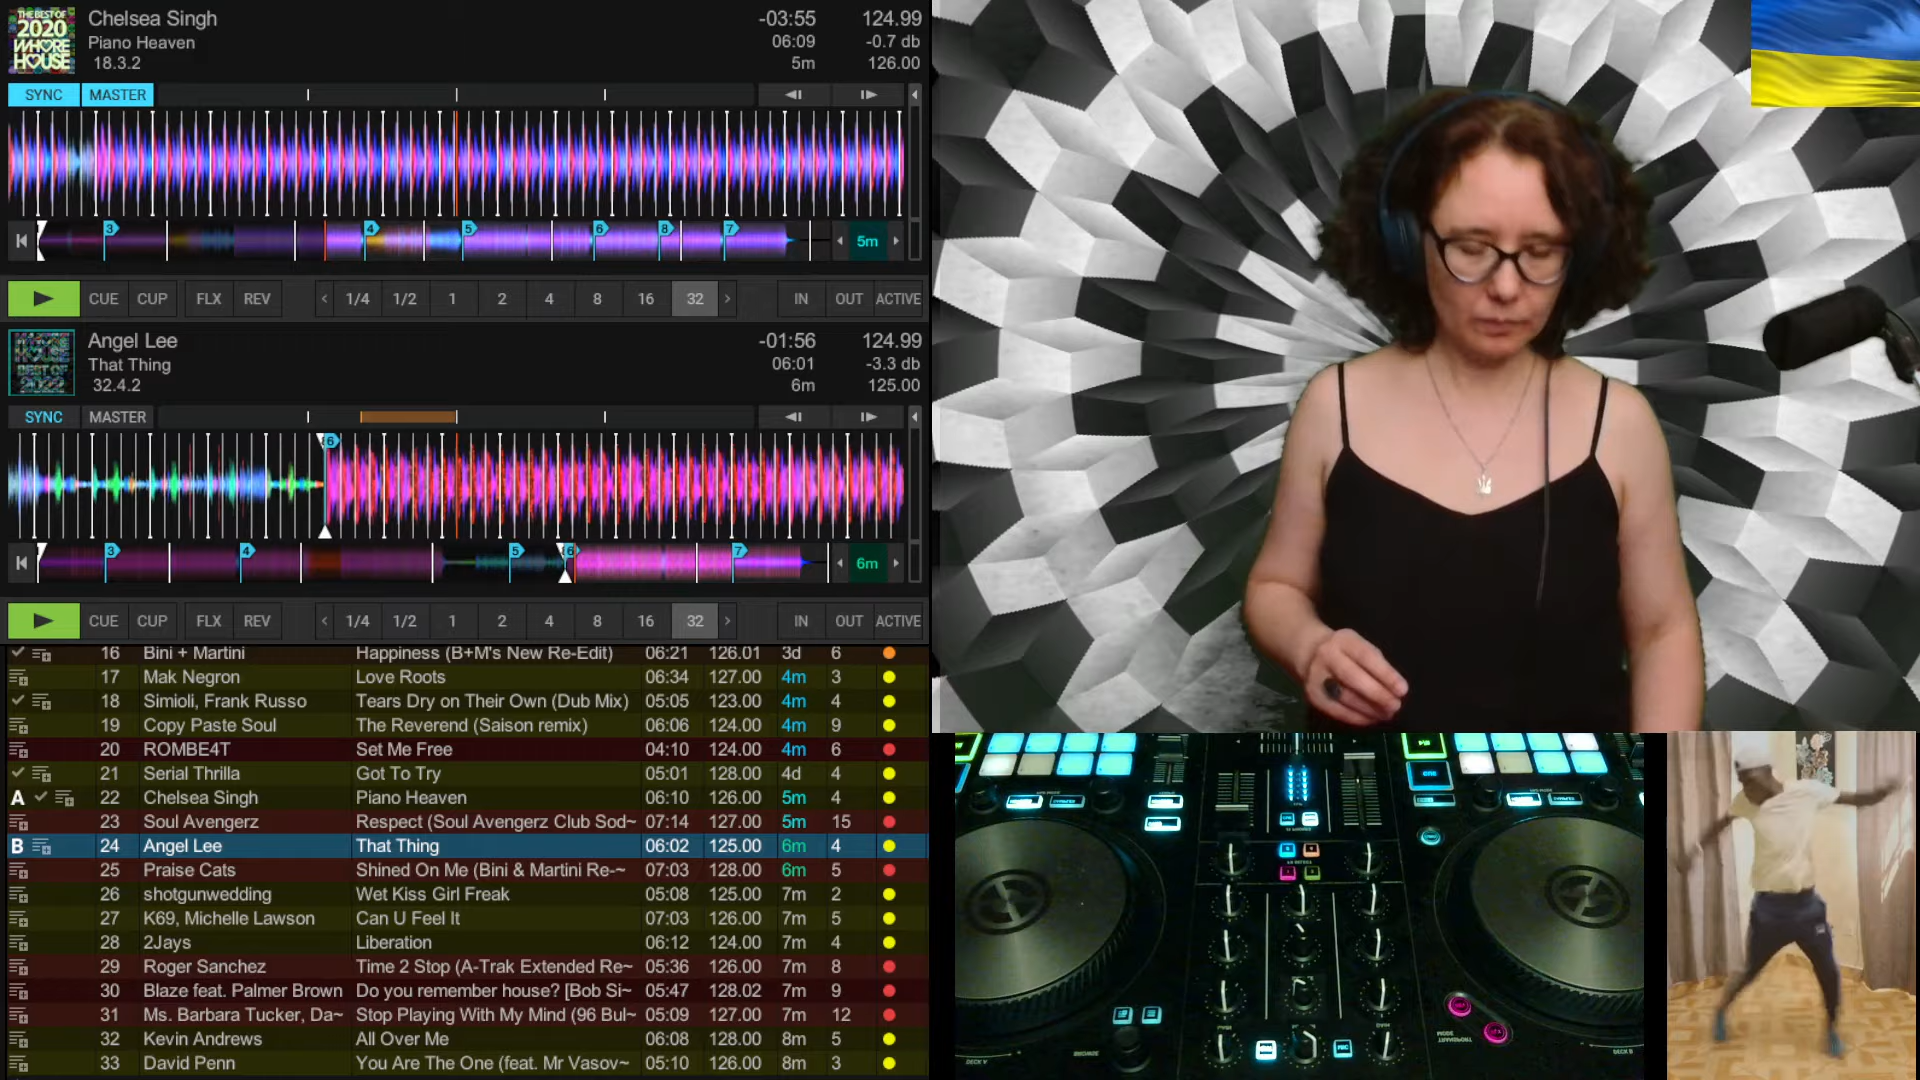 THE BEST OF
2020
WHORE
HOUSE
Chelsea Singh
Piano Heaven
18.3.2
-03:55
06:09
5m
124.99
-0.7 db
126.00
SYNC MASTER
3 4 5 6 8 7
5m
CUE CUP FLX REV 1/4 1/2 1 2 4 8 16 32 IN OUT ACTIVE
Angel Lee
That Thing
32.4.2
-01:56
06:01
6m
124.99
-3.3 db
125.00
SYNC MASTER
6
3 4 5 6 7
6m
CUE CUP FLX REV 1/4 1/2 1 2 4 8 16 32 IN OUT ACTIVE
16 Bini + Martini Happiness (B+M's New Re-Edit) 06:21 126.01 3d 6
17 Mak Negron Love Roots 06:34 127.00 4m 3
18 Simioli, Frank Russo Tears Dry on Their Own (Dub Mix) 05:05 123.00 4m 4
19 Copy Paste Soul The Reverend (Saison remix) 06:06 124.00 4m 9
20 ROMBE4T Set Me Free 04:10 124.00 4m 6
21 Serial Thrilla Got To Try 05:01 128.00 4d 4
A 22 Chelsea Singh Piano Heaven 06:10 126.00 5m 4
23 Soul Avengerz Respect (Soul Avengerz Club Sod~ 07:14 127.00 5m 15
B 24 Angel Lee That Thing 06:02 125.00 6m 4
25 Praise Cats Shined On Me (Bini & Martini Re-~ 07:03 128.00 6m 5
26 shotgunwedding Wet Kiss Girl Freak 05:08 125.00 7m 2
27 K69, Michelle Lawson Can U Feel It 07:03 126.00 7m 5
28 2Jays Liberation 06:12 124.00 7m 4
29 Roger Sanchez Time 2 Stop (A-Trak Extended Re~ 05:36 126.00 7m 8
30 Blaze feat. Palmer Brown Do you remember house? [Bob Si~ 05:47 128.02 7m 9
31 Ms. Barbara Tucker, Da~ Stop Playing With My Mind (96 Bul~ 05:09 127.00 7m 12
32 Kevin Andrews All Over Me 06:08 128.00 8m 5
33 David Penn You Are The One (feat. Mr Vasov~ 05:10 126.00 8m 3